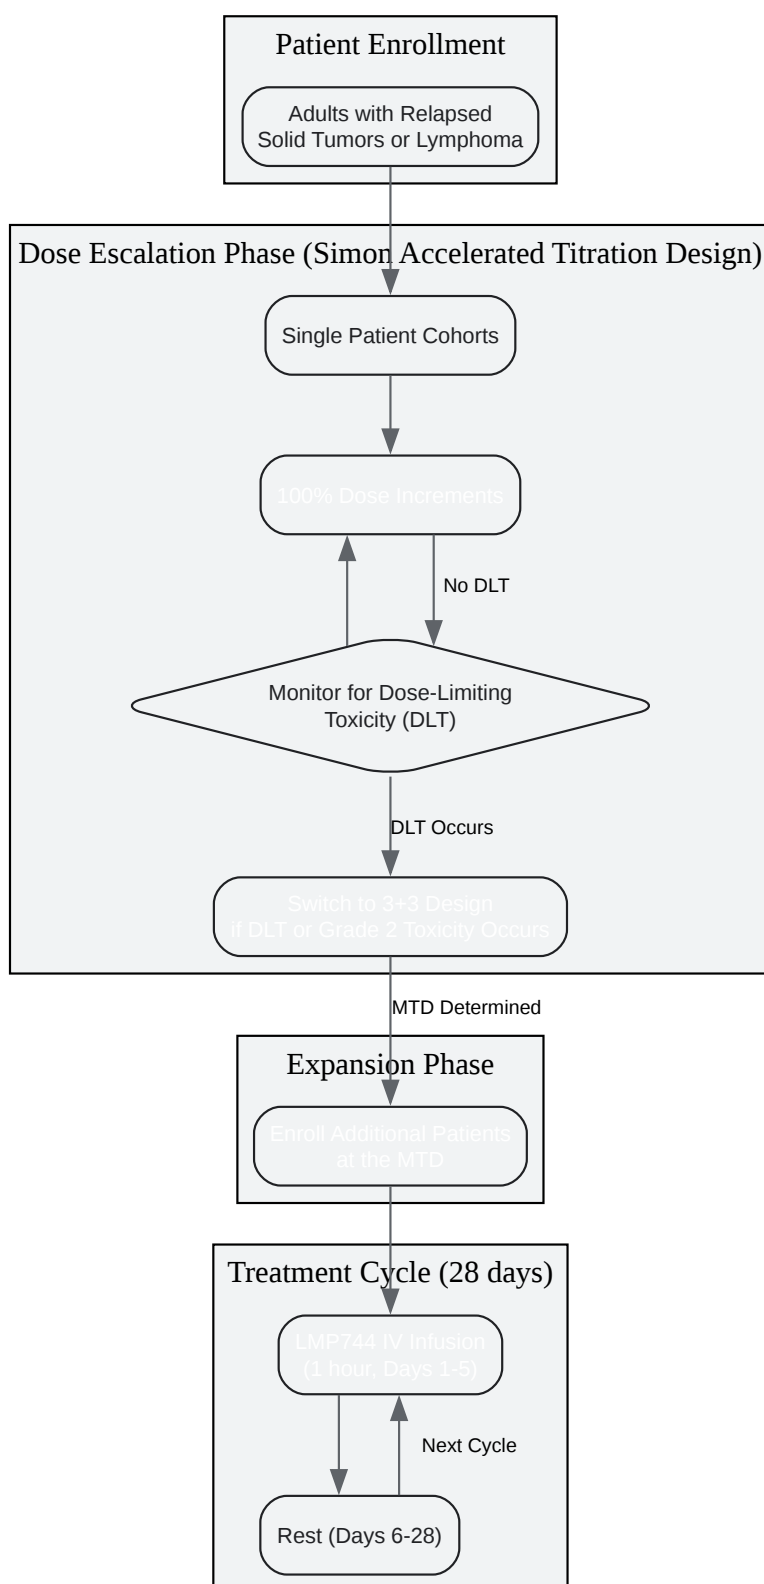 Patient Enrollment
Adults with Relapsed
Solid Tumors or Lymphoma
Dose Escalation Phase (Simon Accelerated Titration Design)
Single Patient Cohorts
100% Dose Increments
No DLT
Monitor for Dose-Limiting
Toxicity (DLT)
DLT Occurs
Switch to 3+3 Design
if DLT or Grade 2 Toxicity Occurs
MTD Determined
Expansion Phase
Enroll Additional Patients
at the MTD
Treatment Cycle (28 days)
LMP744 IV Infusion
(1 hour, Days 1-5)
Next Cycle
Rest (Days 6-28)